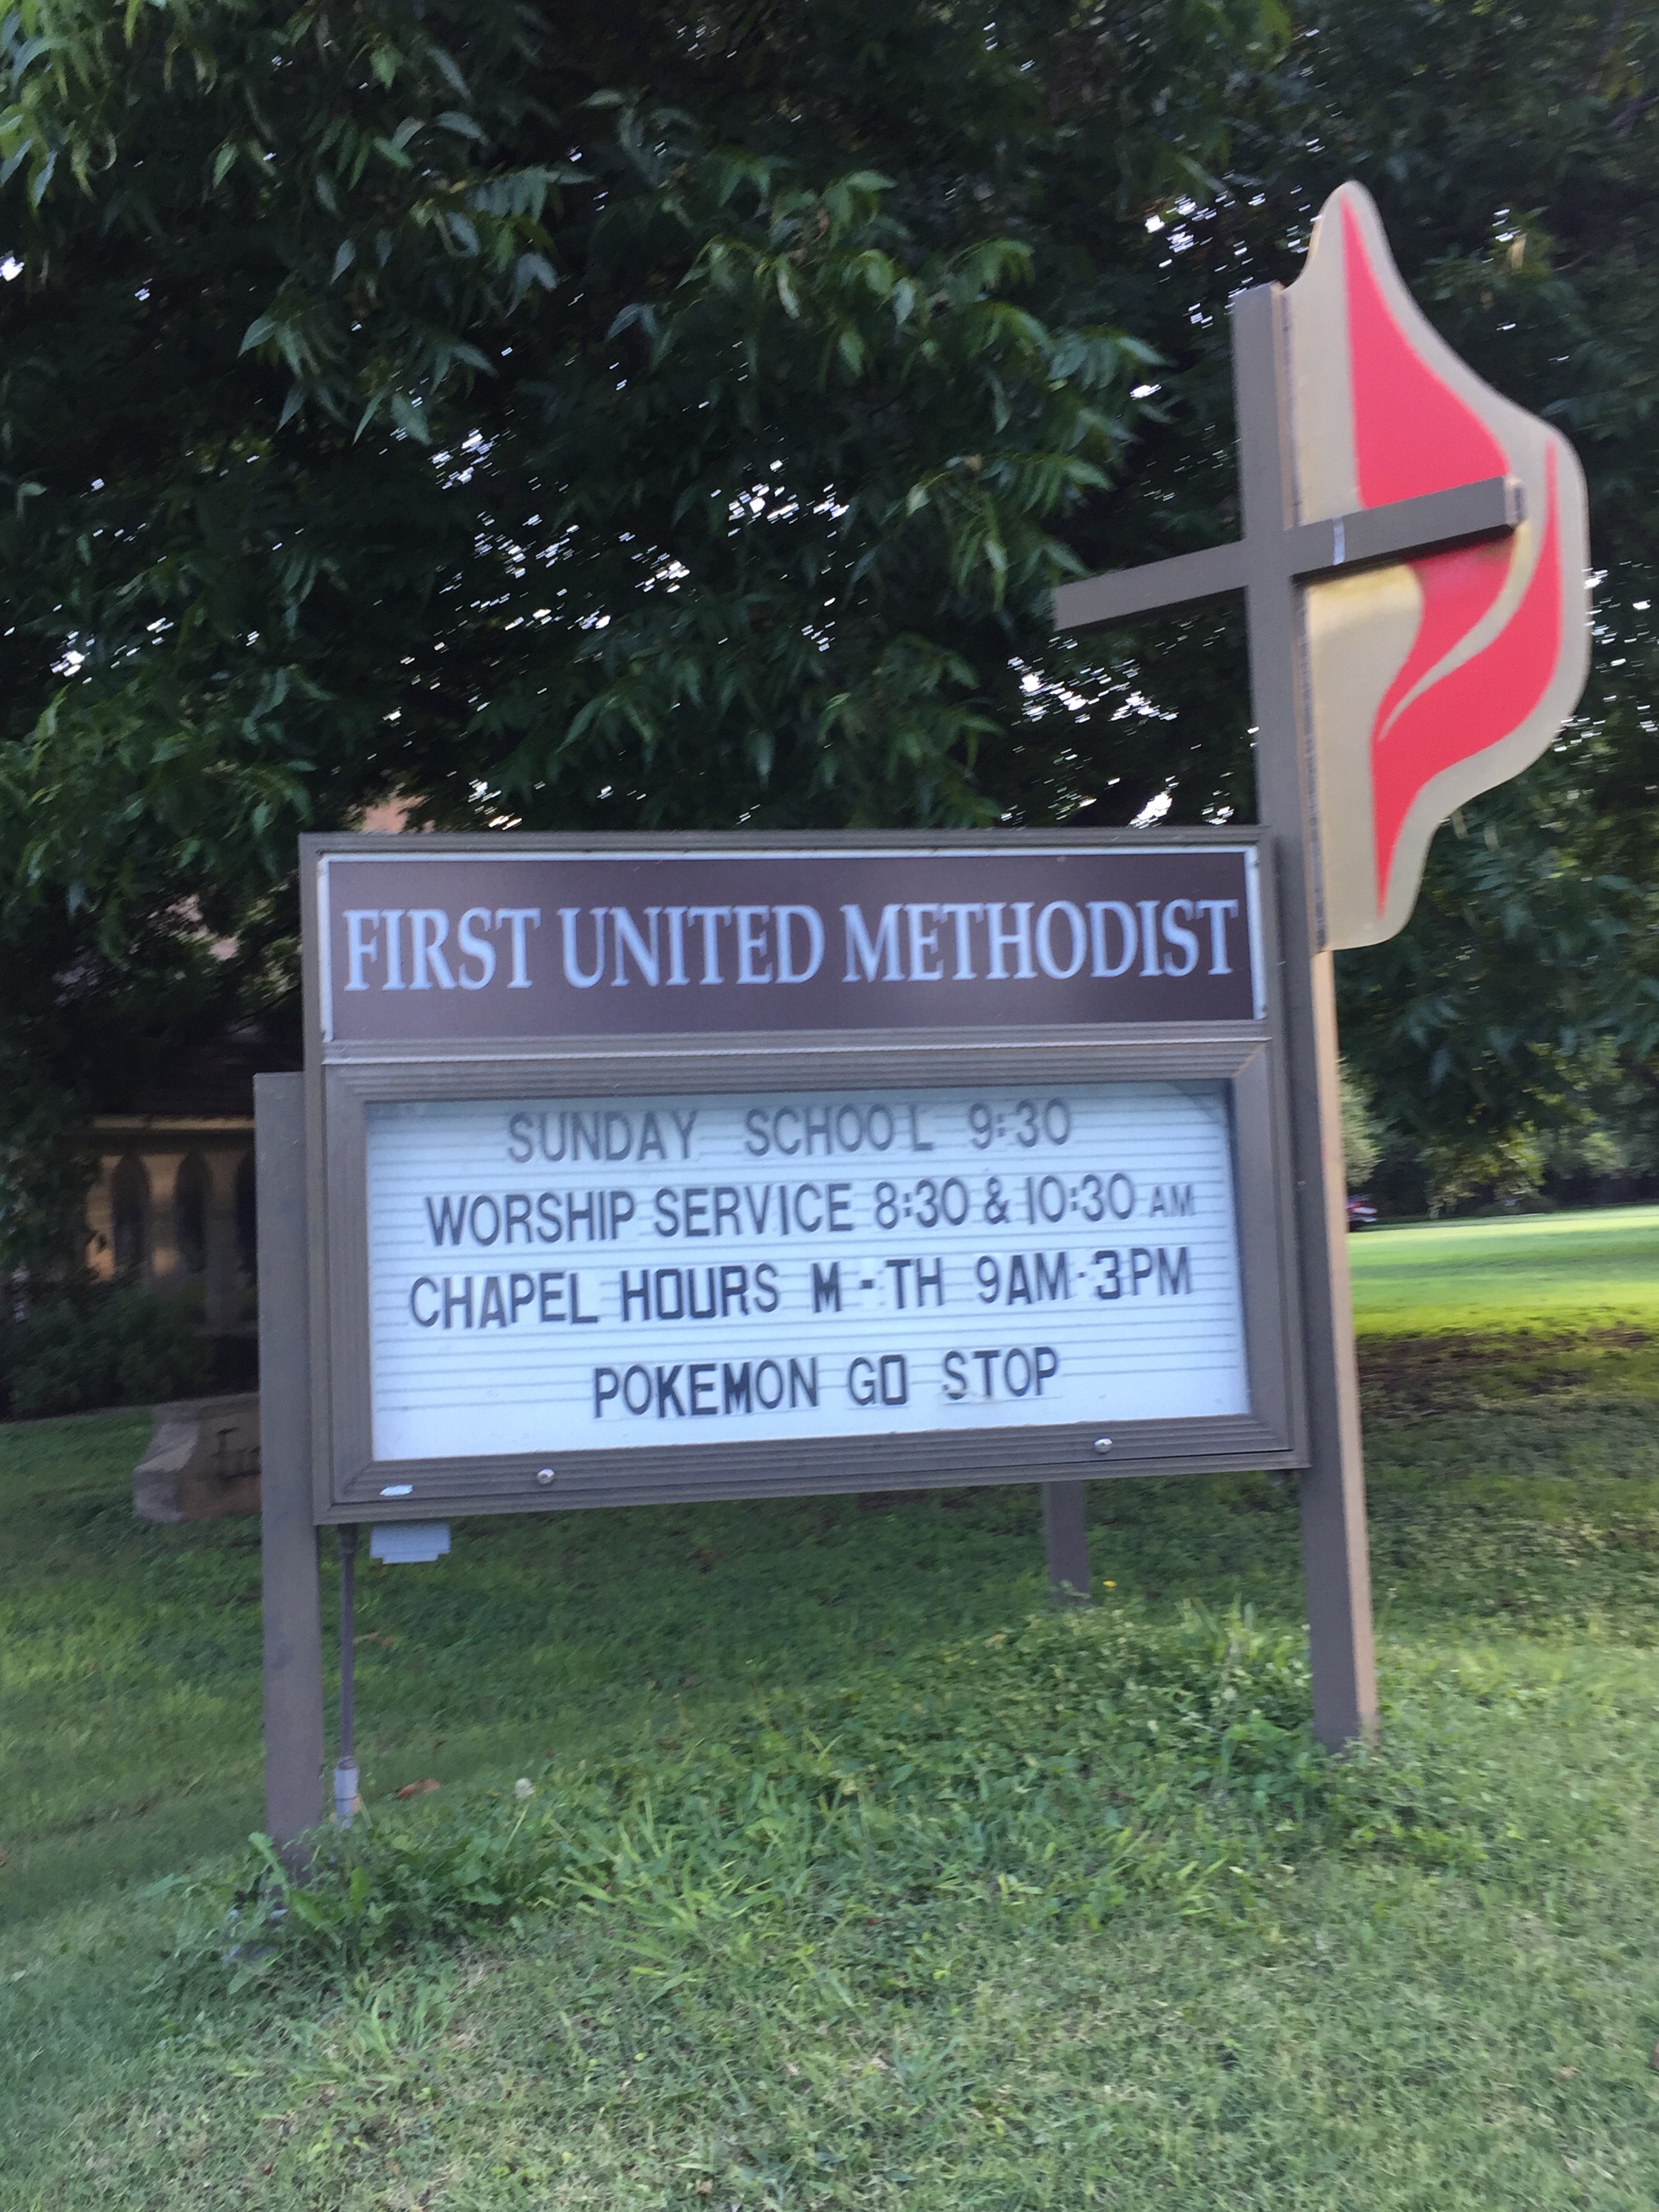 FIRST UNITED METHODIST
SUNDAY SCHOOL 9:30
WORSHIP SERVICE 8:30 & 10:30 AM
CHAPEL HOURS M - TH 9AM-3PM
POKEMON GO STOP